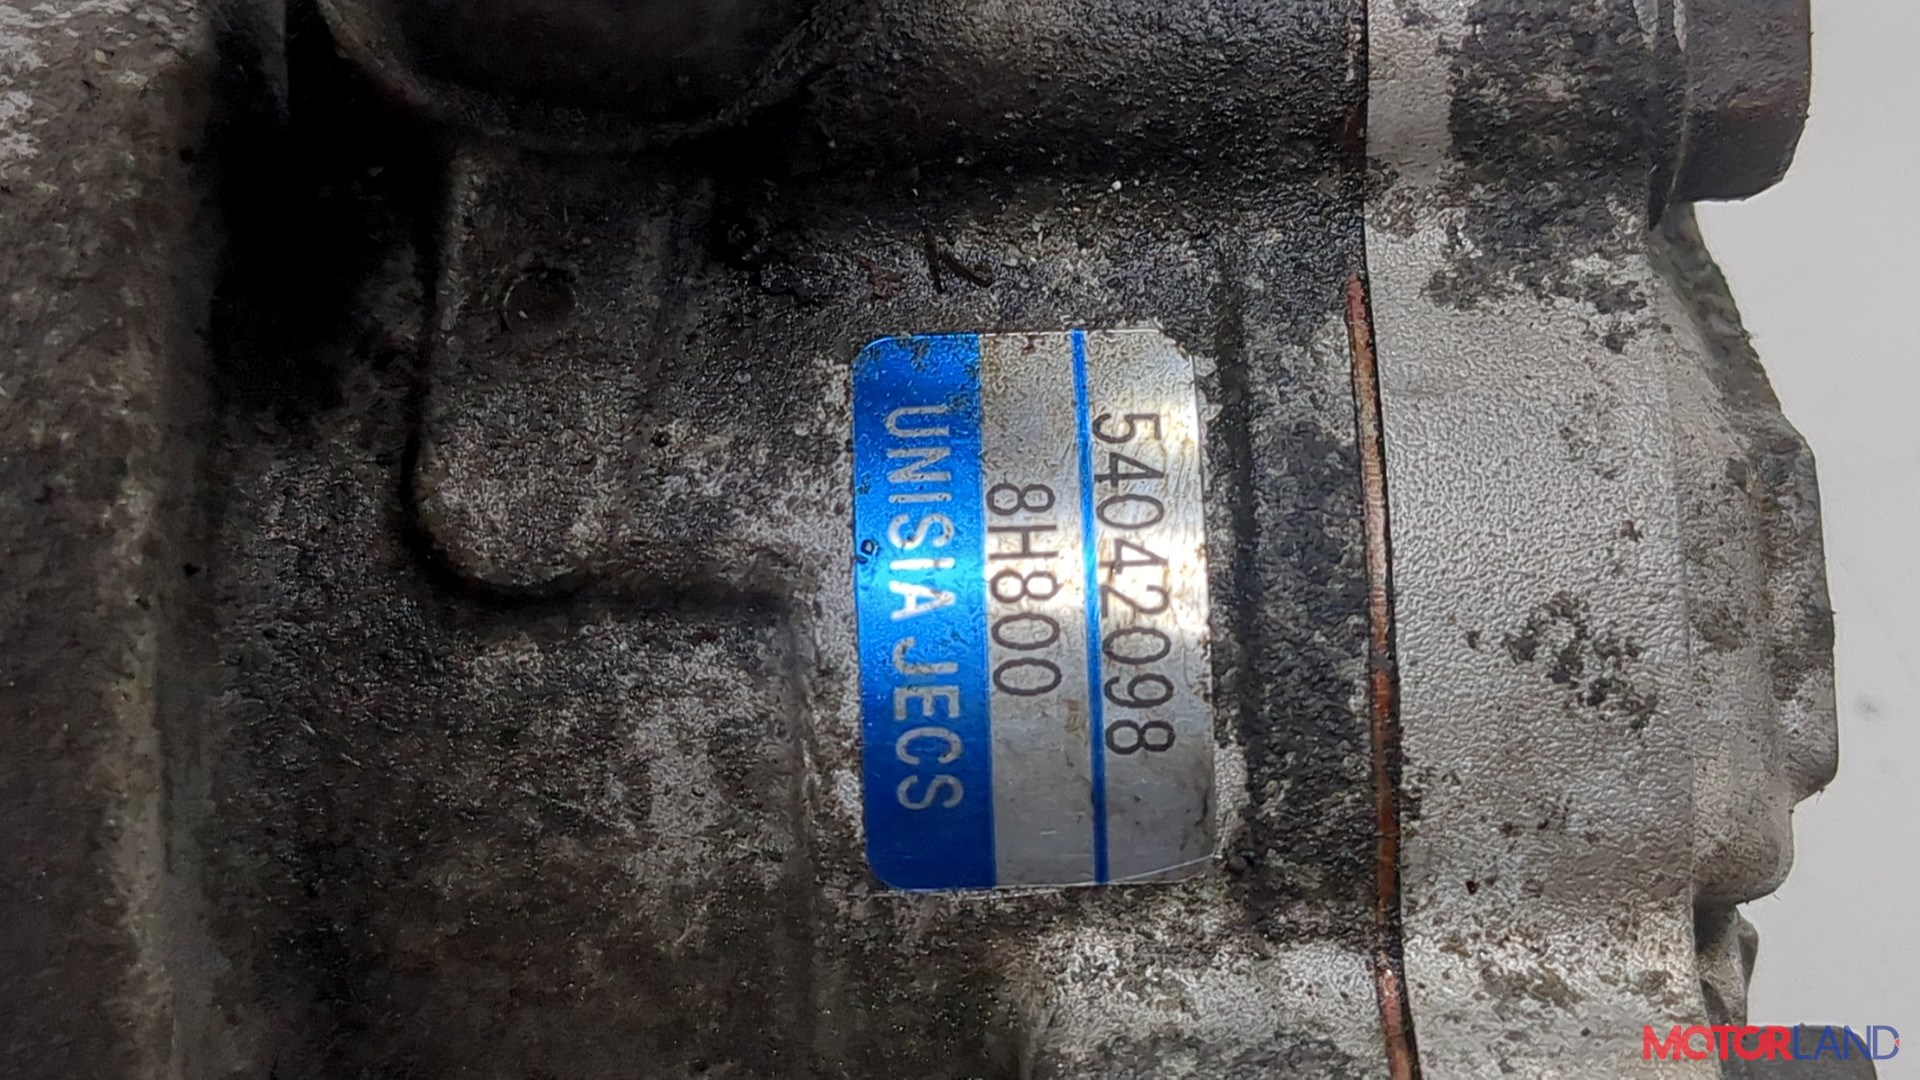 54042098
8H800
UNISIA JECS
MOTORLAND